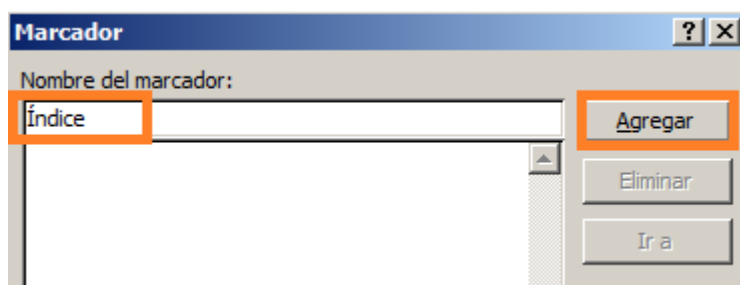 Marcador
Nombre del marcador:
Índice
Agregar
Eliminar
Ir a